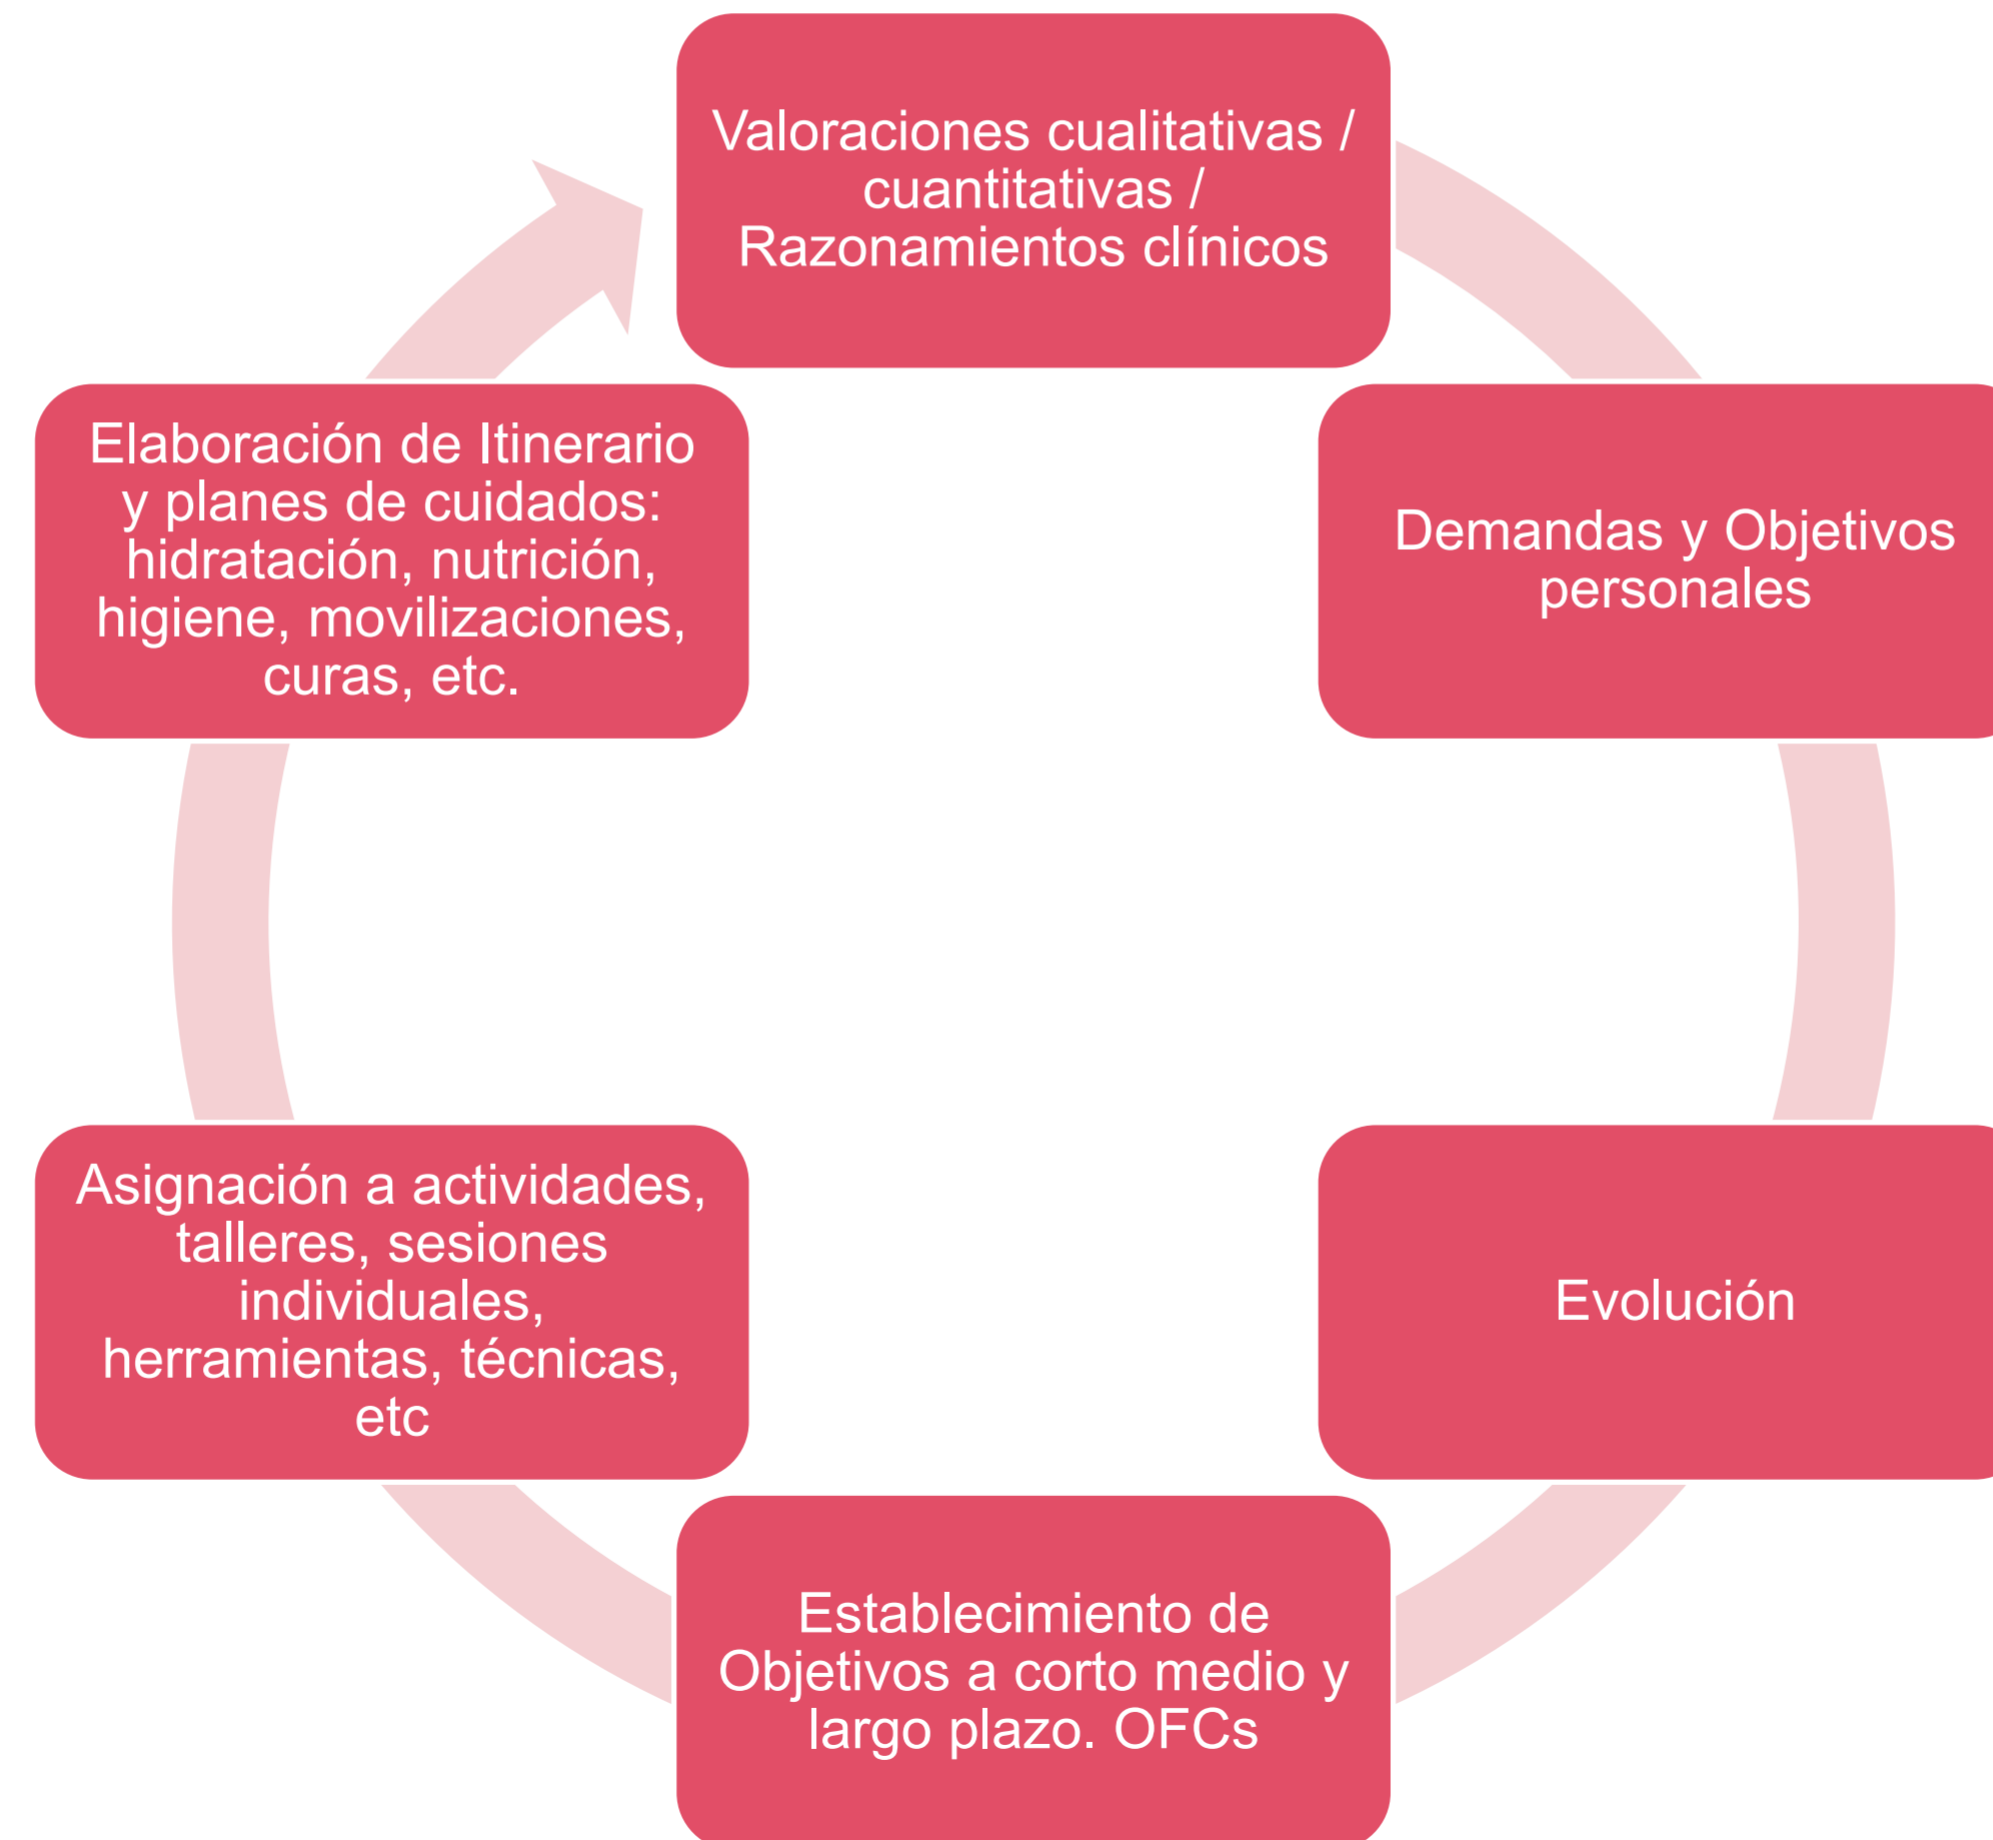 Valoraciones cualitativas /
cuantitativas /
Razonamientos clínicos
Demandas y Objetivos
personales
Evolución
Establecimiento de
Objetivos a corto medio y
largo plazo. OFCs
Asignación a actividades,
talleres, sesiones
individuales,
herramientas, técnicas,
etc
Elaboración de Itinerario
y planes de cuidados:
hidratación, nutrición,
higiene, movilizaciones,
curas, etc.